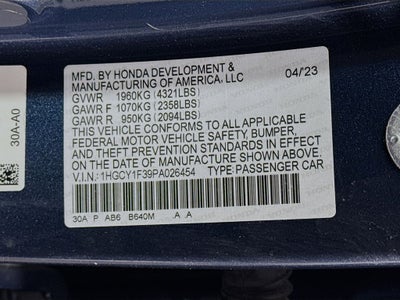 MFD. BY HONDA DEVELOPMENT &
MANUFACTURING OF AMERICA, LLC 04/23
GVWR 1960KG (4321LBS)
GAWR F 1070KG (2358LBS)
GAWR R 950KG (2094LBS)
THIS VEHICLE CONFORMS TO ALL APPLICABLE
FEDERAL MOTOR VEHICLE SAFETY, BUMPER,
AND THEFT PREVENTION STANDARDS IN EFFECT
ON THE DATE OF MANUFACTURE SHOWN ABOVE.
V.I.N.: 1HGCY1F39PA026454 TYPE PASSENGER CAR
30A P AB6 B640M A A
30A-A0